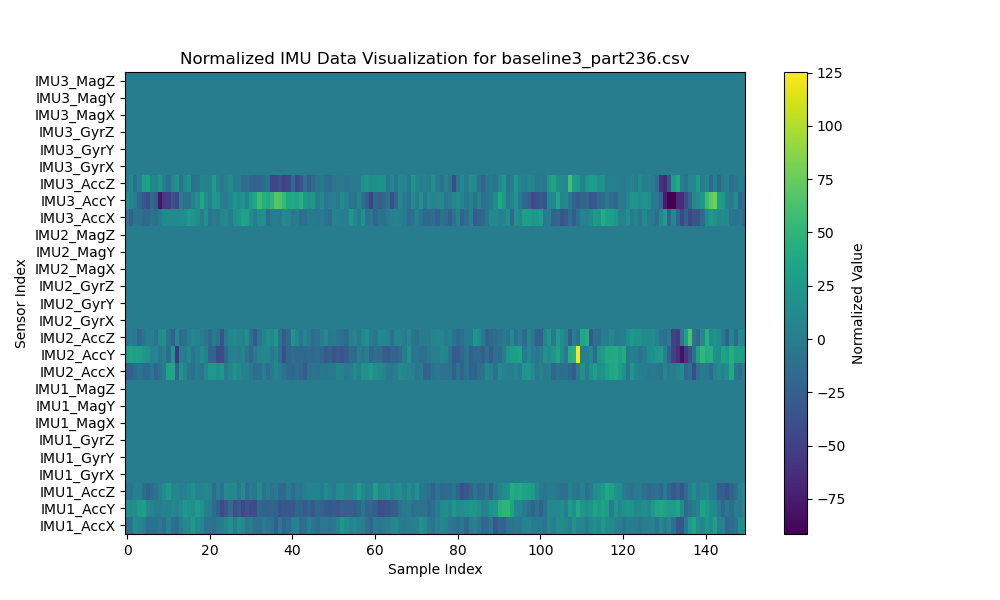 Normalized IMU Data Visualization for baseline3_part236.csv
IMU3_MagZ
IMU3_MagY
IMU3_MagX
IMU3_GyrZ
IMU3_GyrY
IMU3_GyrX
IMU3_AccZ
IMU3_AccY
IMU3_AccX
IMU2_MagZ
IMU2_MagY
IMU2_MagX
IMU2_GyrZ
IMU2_GyrY
IMU2_GyrX
IMU2_AccZ
IMU2_AccY
IMU2_AccX
IMU1_MagZ
IMU1_MagY
IMU1_MagX
IMU1_GyrZ
IMU1_GyrY
IMU1_GyrX
IMU1_AccZ
IMU1_AccY
IMU1_AccX
Sensor Index
0 20 40 60 80 100 120 140
Sample Index
125
100
75
50
25
0
−25
−50
−75
Normalized Value